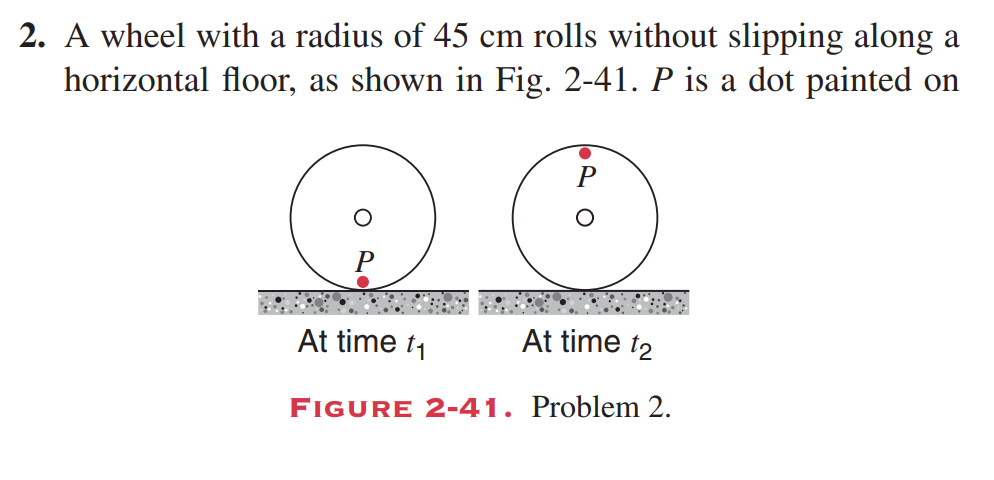 2. A wheel with a radius of 45 cm rolls without slipping along a
horizontal floor, as shown in Fig. 2-41. P is a dot painted on
P
P
At time t₁
At time t₂
FIGURE 2-41. Problem 2.